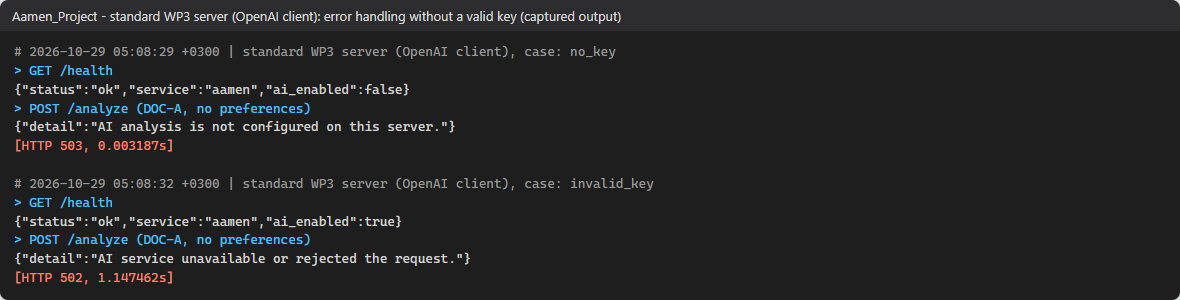 Aamen_Project - standard WP3 server (OpenAI client): error handling without a valid key (captured output)
# 2026-10-29 05:08:29 +0300 | standard WP3 server (OpenAI client), case: no_key
> GET /health
{"status":"ok","service":"aamen","ai_enabled":false}
> POST /analyze (DOC-A, no preferences)
{"detail":"AI analysis is not configured on this server."}
[HTTP 503, 0.003187s]
# 2026-10-29 05:08:32 +0300 | standard WP3 server (OpenAI client), case: invalid_key
> GET /health
{"status":"ok","service":"aamen","ai_enabled":true}
> POST /analyze (DOC-A, no preferences)
{"detail":"AI service unavailable or rejected the request."}
[HTTP 502, 1.147462s]